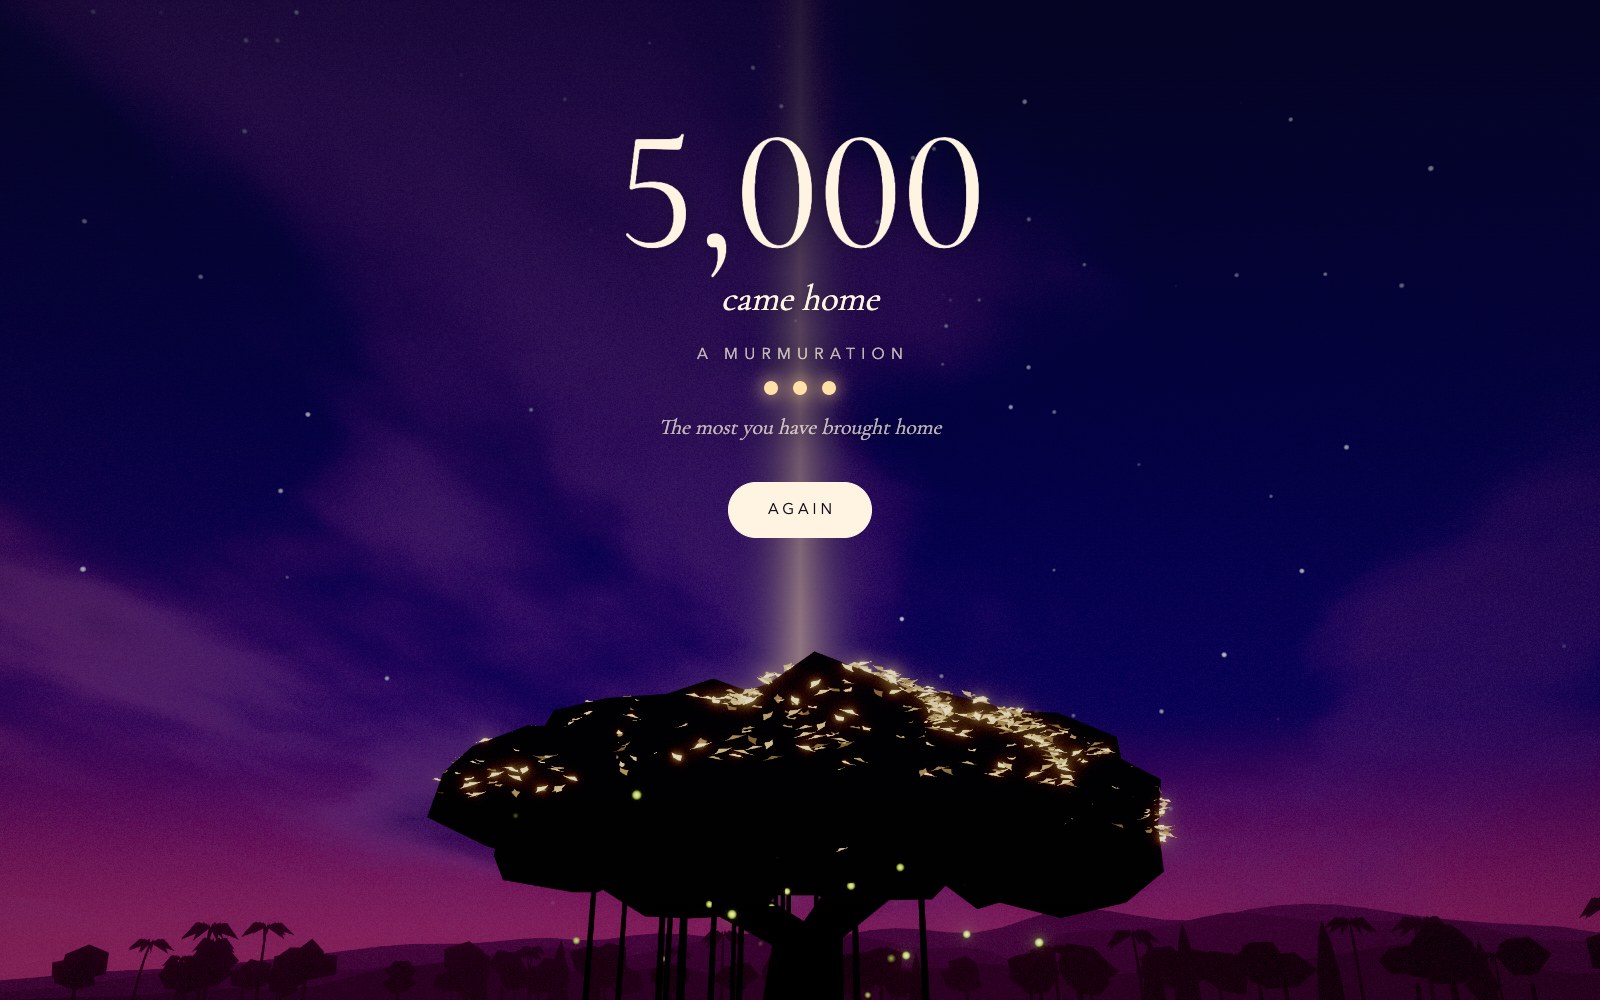 5,000
came home
A MURMURATION
The most you have brought home
AGAIN